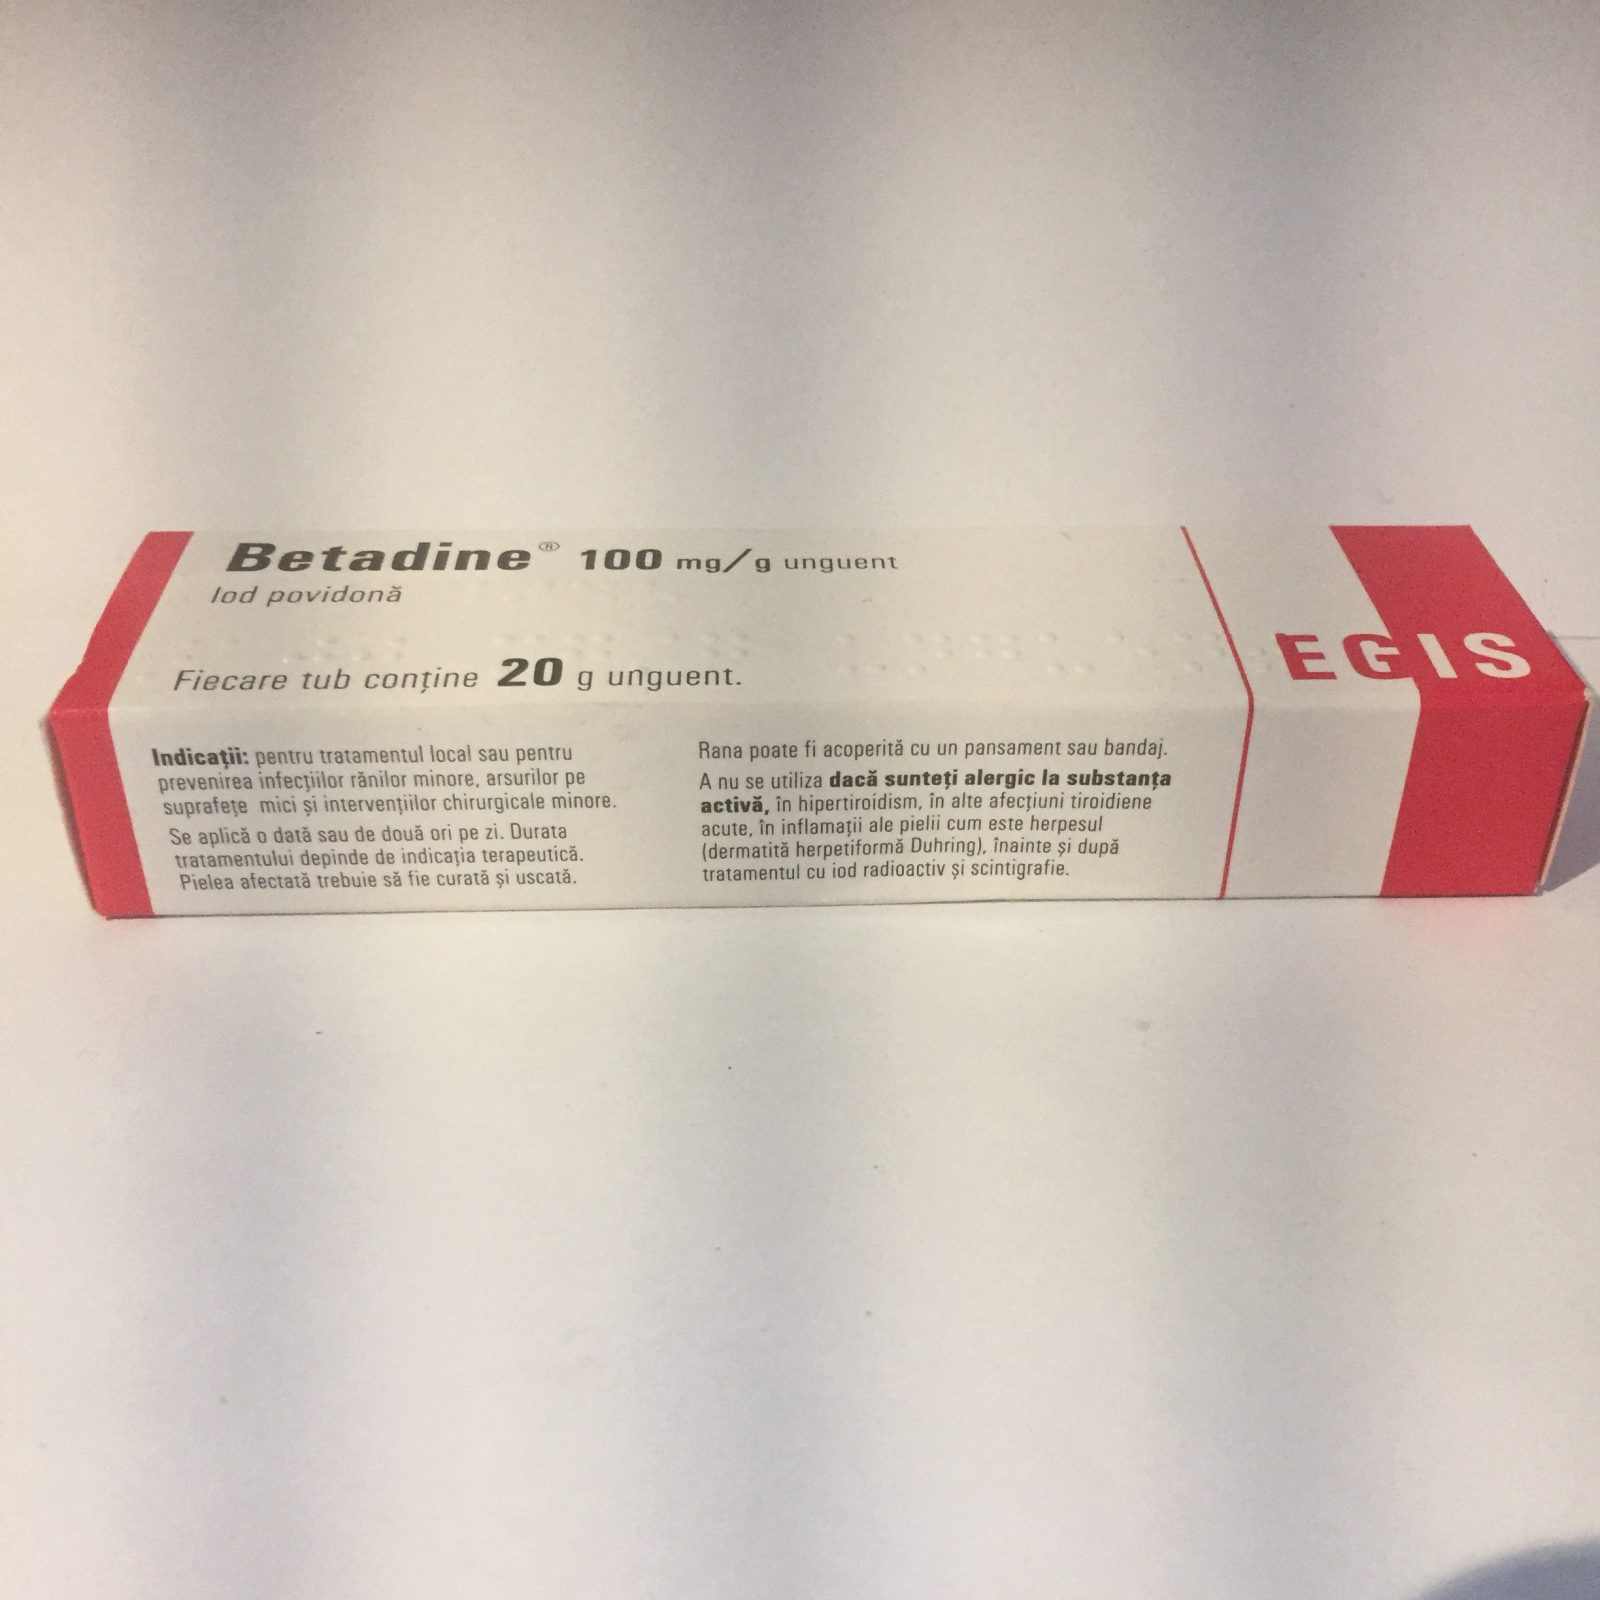 Betadine® 100 mg/g unguent
Iod povidonă
Fiecare tub conține 20 g unguent.
EGIS
Indicații: pentru tratamentul local sau pentru
prevenirea infecțiilor rănilor minore, arsurilor pe
suprafețe mici și intervențiilor chirurgicale minore.
Se aplică o dată sau de două ori pe zi. Durata
tratamentului depinde de indicația terapeutică.
Pielea afectată trebuie să fie curată și uscată.
Rana poate fi acoperită cu un pansament sau bandaj.
A nu se utiliza dacă sunteți alergic la substanța
activă, în hipertiroidism, în alte afecțiuni tiroidiene
acute, în inflamații ale pielii cum este herpesul
(dermatită herpetiformă Duhring), înainte și după
tratamentul cu iod radioactiv și scintigrafie.